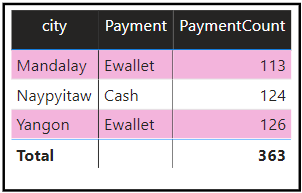 city Payment PaymentCount
Mandalay Ewallet 113
Naypyitaw Cash 124
Yangon Ewallet 126
Total 363